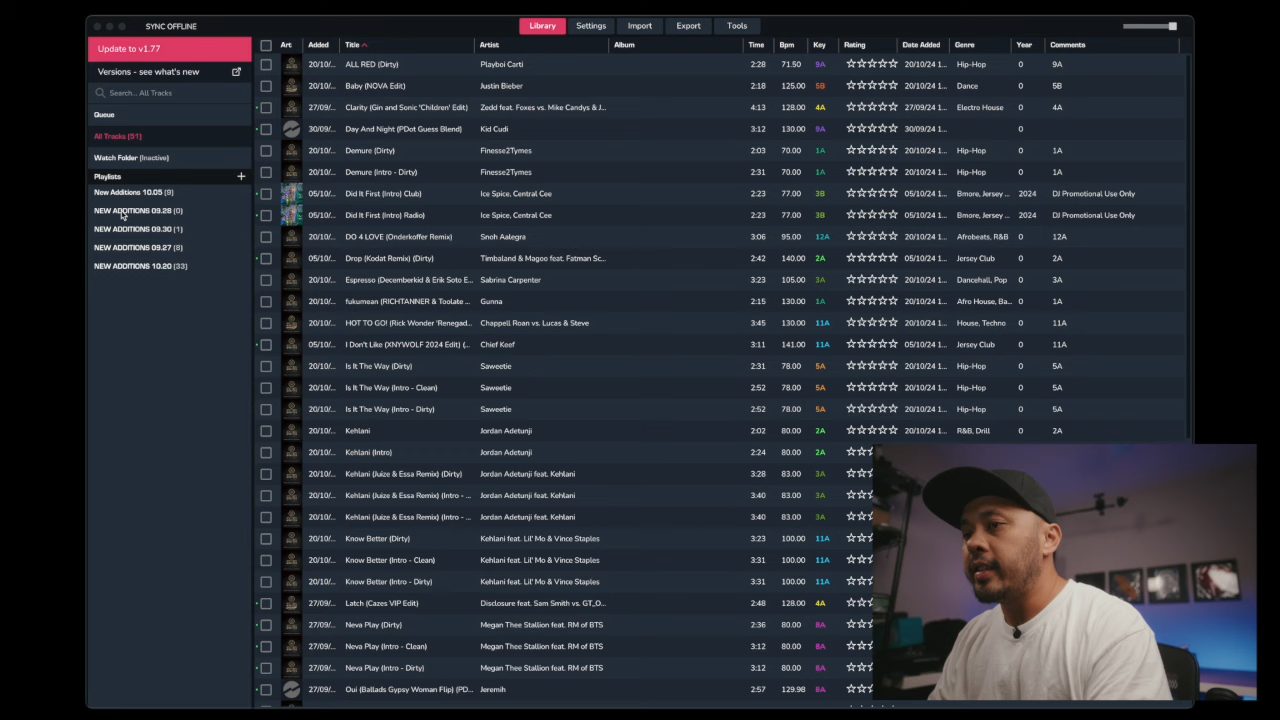 SYNC OFFLINE
Library Settings Import Export Tools
Update to v1.77
Versions - see what's new
Search... All Tracks
Queue
All Tracks (51)
Watch Folder (Inactive)
Playlists +
New Additions 10.05 (9)
NEW ADDITIONS 09.28 (0)
NEW ADDITIONS 09.30 (1)
NEW ADDITIONS 09.27 (8)
NEW ADDITIONS 10.20 (33)
Art Added Title Artist Album Time Bpm Key Rating Date Added Genre Year Comments
20/10/... ALL RED (Dirty) Playboi Carti 2:28 71.50 9A 20/10/24 1... Hip-Hop 0 9A
20/10/... Baby (NOVA Edit) Justin Bieber 2:18 125.00 5B 20/10/24 1... Dance 0 5B
27/09/... Clarity (Gin and Sonic 'Children' Edit) Zedd feat. Foxes vs. Mike Candys & J... 4:13 128.00 4A 27/09/24 1... Electro House 0 4A
30/09/... Day And Night (PDot Guess Blend) Kid Cudi 3:12 130.00 9A 30/09/24 ... 0
20/10/... Demure (Dirty) Finesse2Tymes 2:03 70.00 1A 20/10/24 1... Hip-Hop 0 1A
20/10/... Demure (Intro - Dirty) Finesse2Tymes 2:31 70.00 1A 20/10/24 1... Hip-Hop 0 1A
05/10/... Did It First (Intro) Club Ice Spice, Central Cee 2:23 77.00 3B 05/10/24 1... Bmore, Jersey ... 2024 DJ Promotional Use Only
05/10/... Did It First (Intro) Radio Ice Spice, Central Cee 2:23 77.00 3B 05/10/24 1... Bmore, Jersey ... 2024 DJ Promotional Use Only
20/10/... DO 4 LOVE (Onderkoffer Remix) Snoh Aalegra 3:06 95.00 12A 20/10/24 1... Afrobeats, R&B 0 12A
05/10/... Drop (Kodat Remix) (Dirty) Timbaland & Magoo feat. Fatman Sc... 2:42 140.00 2A 05/10/24 1... Jersey Club 0 2A
20/10/... Espresso (Decemberkid & Erik Soto E... Sabrina Carpenter 3:23 105.00 3A 20/10/24 1... Dancehall, Pop 0 3A
20/10/... fukumean (RICHTANNER & Toolate ... Gunna 2:15 130.00 1A 20/10/24 1... Afro House, Ba... 0 1A
20/10/... HOT TO GO! (Rick Wonder 'Renegad... Chappell Roan vs. Lucas & Steve 3:45 130.00 11A 20/10/24 1... House, Techno 0 11A
05/10/... I Don't Like (XNYWOLF 2024 Edit) (... Chief Keef 3:11 141.00 11A 05/10/24 1... Jersey Club 0 11A
20/10/... Is It The Way (Dirty) Saweetie 2:31 78.00 5A 20/10/24 1... Hip-Hop 0 5A
20/10/... Is It The Way (Intro - Clean) Saweetie 2:52 78.00 5A 20/10/24 1... Hip-Hop 0 5A
20/10/... Is It The Way (Intro - Dirty) Saweetie 2:52 78.00 5A 20/10/24 1... Hip-Hop 0 5A
20/10/... Kehlani Jordan Adetunji 2:02 80.00 2A 20/10/24 1... R&B, Drill 0 2A
20/10/... Kehlani (Intro) Jordan Adetunji 2:24 80.00 2A
20/10/... Kehlani (Juize & Essa Remix) (Dirty) Jordan Adetunji feat. Kehlani 3:28 83.00 3A
20/10/... Kehlani (Juize & Essa Remix) (Intro - ... Jordan Adetunji feat. Kehlani 3:40 83.00 3A
20/10/... Kehlani (Juize & Essa Remix) (Intro - ... Jordan Adetunji feat. Kehlani 3:40 83.00 3A
20/10/... Know Better (Dirty) Kehlani feat. Lil' Mo & Vince Staples 3:23 100.00 11A
20/10/... Know Better (Intro - Clean) Kehlani feat. Lil' Mo & Vince Staples 3:31 100.00 11A
20/10/... Know Better (Intro - Dirty) Kehlani feat. Lil' Mo & Vince Staples 3:31 100.00 11A
27/09/... Latch (Cazes VIP Edit) Disclosure feat. Sam Smith vs. GT_O... 2:48 128.00 4A
27/09/... Neva Play (Dirty) Megan Thee Stallion feat. RM of BTS 2:36 80.00 8A
27/09/... Neva Play (Intro - Clean) Megan Thee Stallion feat. RM of BTS 3:12 80.00 8A
27/09/... Neva Play (Intro - Dirty) Megan Thee Stallion feat. RM of BTS 3:12 80.00 8A
27/09/... Oui (Ballads Gypsy Woman Flip) (PD... Jeremih 2:57 129.98 8A